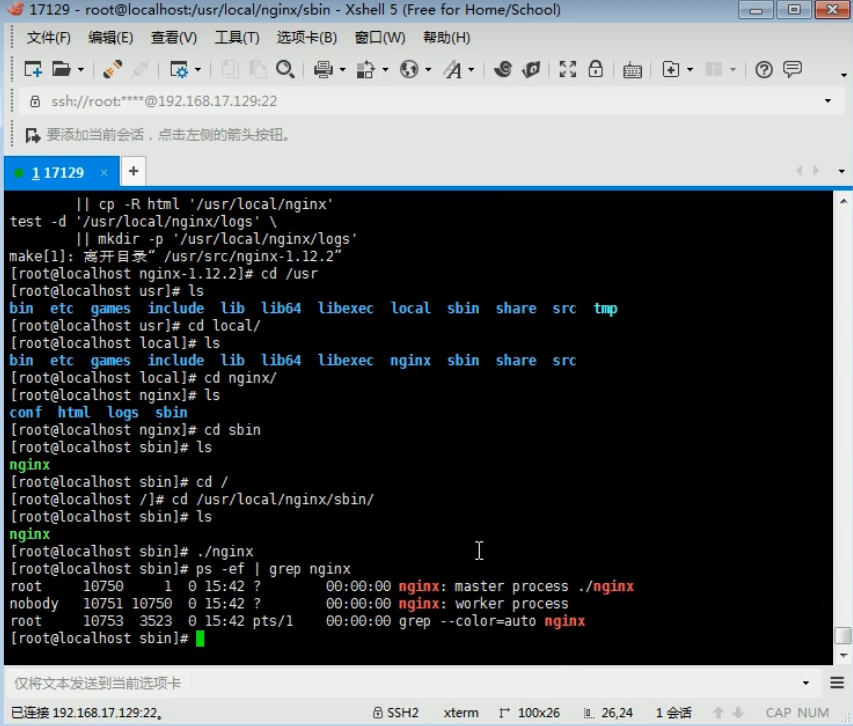 17129 - root@localhost:/usr/local/nginx/sbin - Xshell 5 (Free for Home/School)
文件(F) 编辑(E) 查看(V) 工具(T) 选项卡(B) 窗口(W) 帮助(H)
ssh://root:****@192.168.17.129:22
要添加当前会话，点击左侧的箭头按钮。
1 17129 × +
|| cp -R html '/usr/local/nginx'
test -d '/usr/local/nginx/logs' \
|| mkdir -p '/usr/local/nginx/logs'
make[1]: 离开目录“ /usr/src/nginx-1.12.2”
[root@localhost nginx-1.12.2]# cd /usr
[root@localhost usr]# ls
bin etc games include lib lib64 libexec local sbin share src tmp
[root@localhost usr]# cd local/
[root@localhost local]# ls
bin etc games include lib lib64 libexec nginx sbin share src
[root@localhost local]# cd nginx/
[root@localhost nginx]# ls
conf html logs sbin
[root@localhost nginx]# cd sbin
[root@localhost sbin]# ls
nginx
[root@localhost sbin]# cd /
[root@localhost /]# cd /usr/local/nginx/sbin/
[root@localhost sbin]# ls
nginx
[root@localhost sbin]# ./nginx
[root@localhost sbin]# ps -ef | grep nginx
root 10750 1 0 15:42 ? 00:00:00 nginx: master process ./nginx
nobody 10751 10750 0 15:42 ? 00:00:00 nginx: worker process
root 10753 3523 0 15:42 pts/1 00:00:00 grep --color=auto nginx
[root@localhost sbin]#
仅将文本发送到当前选项卡
已连接 192.168.17.129:22。 SSH2 xterm 100x26 26,24 1 会话 CAP NUM